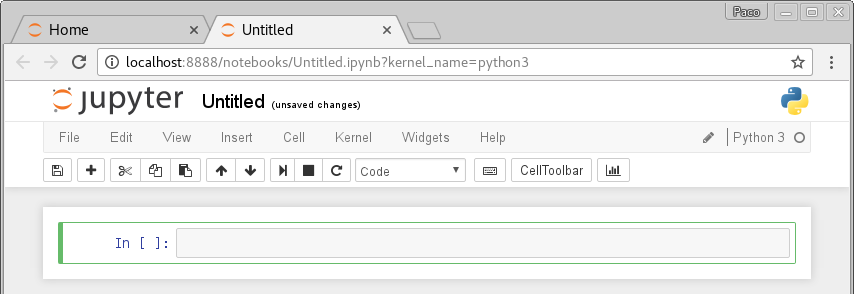 Paco
Home
Untitled
localhost:8888/notebooks/Untitled.ipynb?kernel_name=python3
jupyter Untitled (unsaved changes)
File Edit View Insert Cell Kernel Widgets Help Python 3
Code CellToolbar
In [ ]: